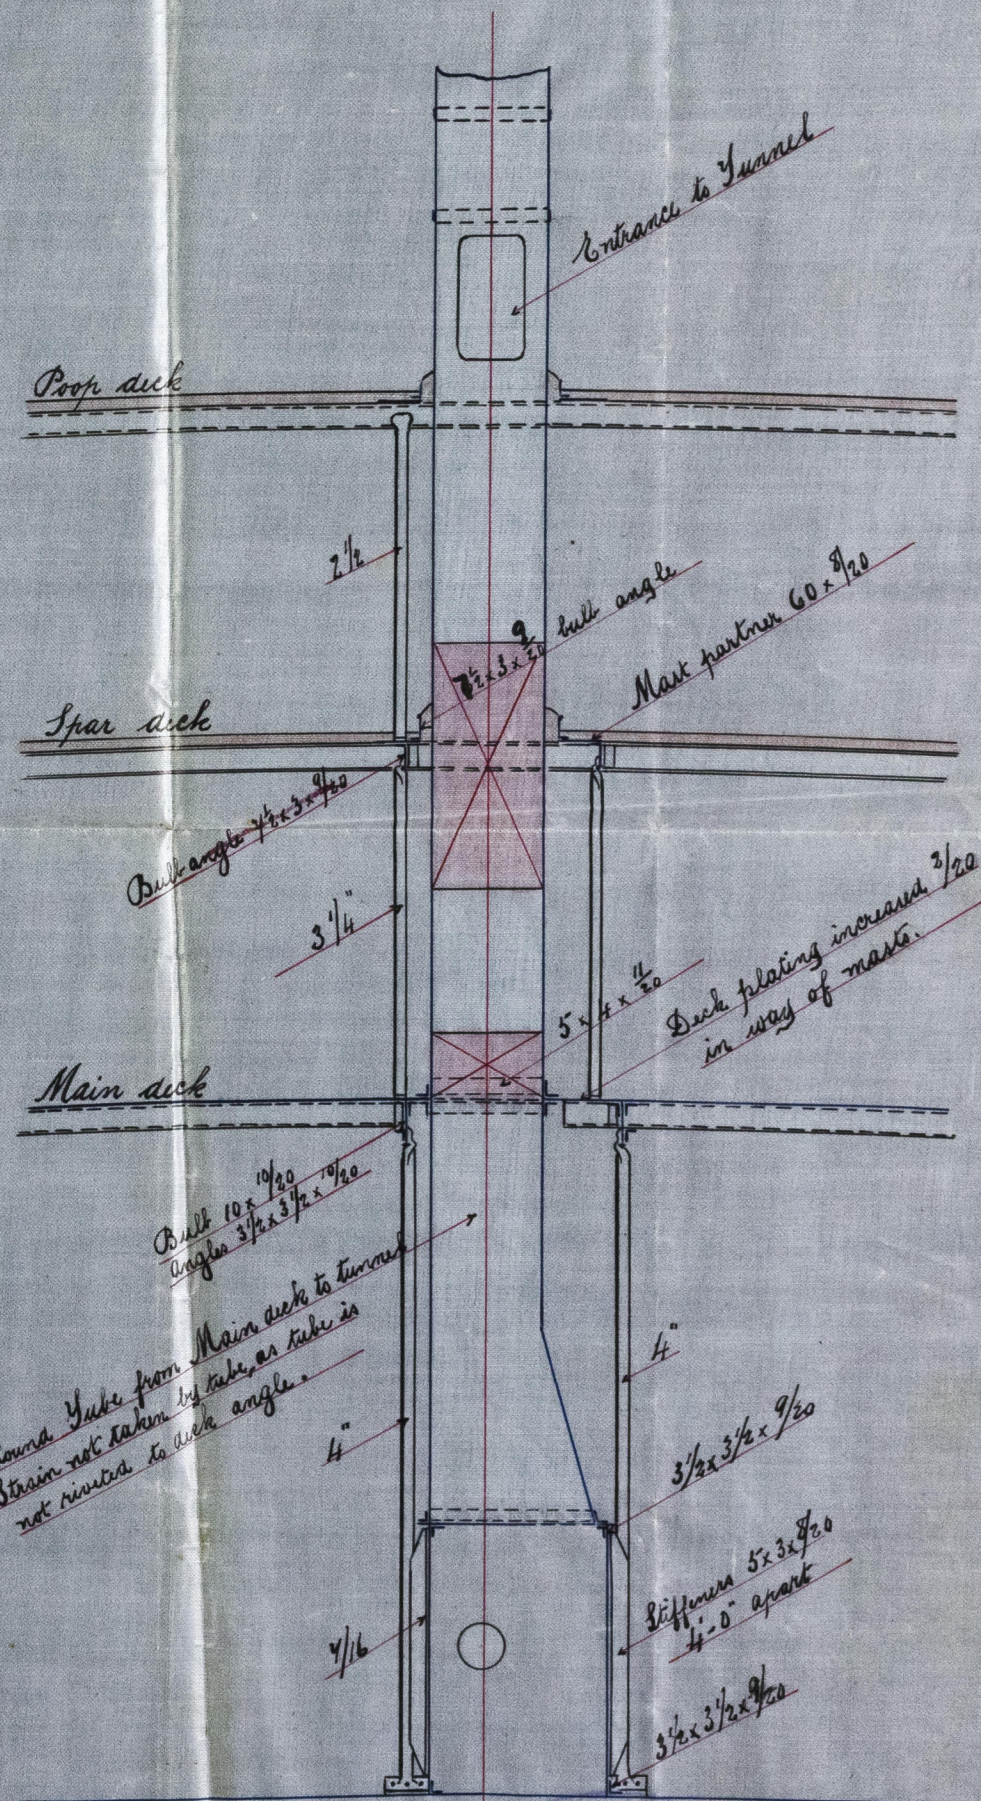 Entrance to Tunnel
Poop deck
2 1/2
7 1/2 x 3 x 9/20 bulb angle
Mast partner 60 x 8/20
Spar deck
Bulb angle 7 1/2 x 3 x 9/20
3 1/4"
5 x 4 x 11/20
Deck plating increased 2/20
in way of masts.
Main deck
Bulb 10 x 10/20
angles 3 1/2 x 3 1/2 x 10/20
Round Tube from Main deck to tunnel
Strain not taken by tube, as tube is
not riveted to deck angle.
4"
4"
3 1/2 x 3 1/2 x 9/20
Stiffeners 5 x 3 x 8/20
4'-0" apart
7/16
3 1/2 x 3 1/2 x 9/20